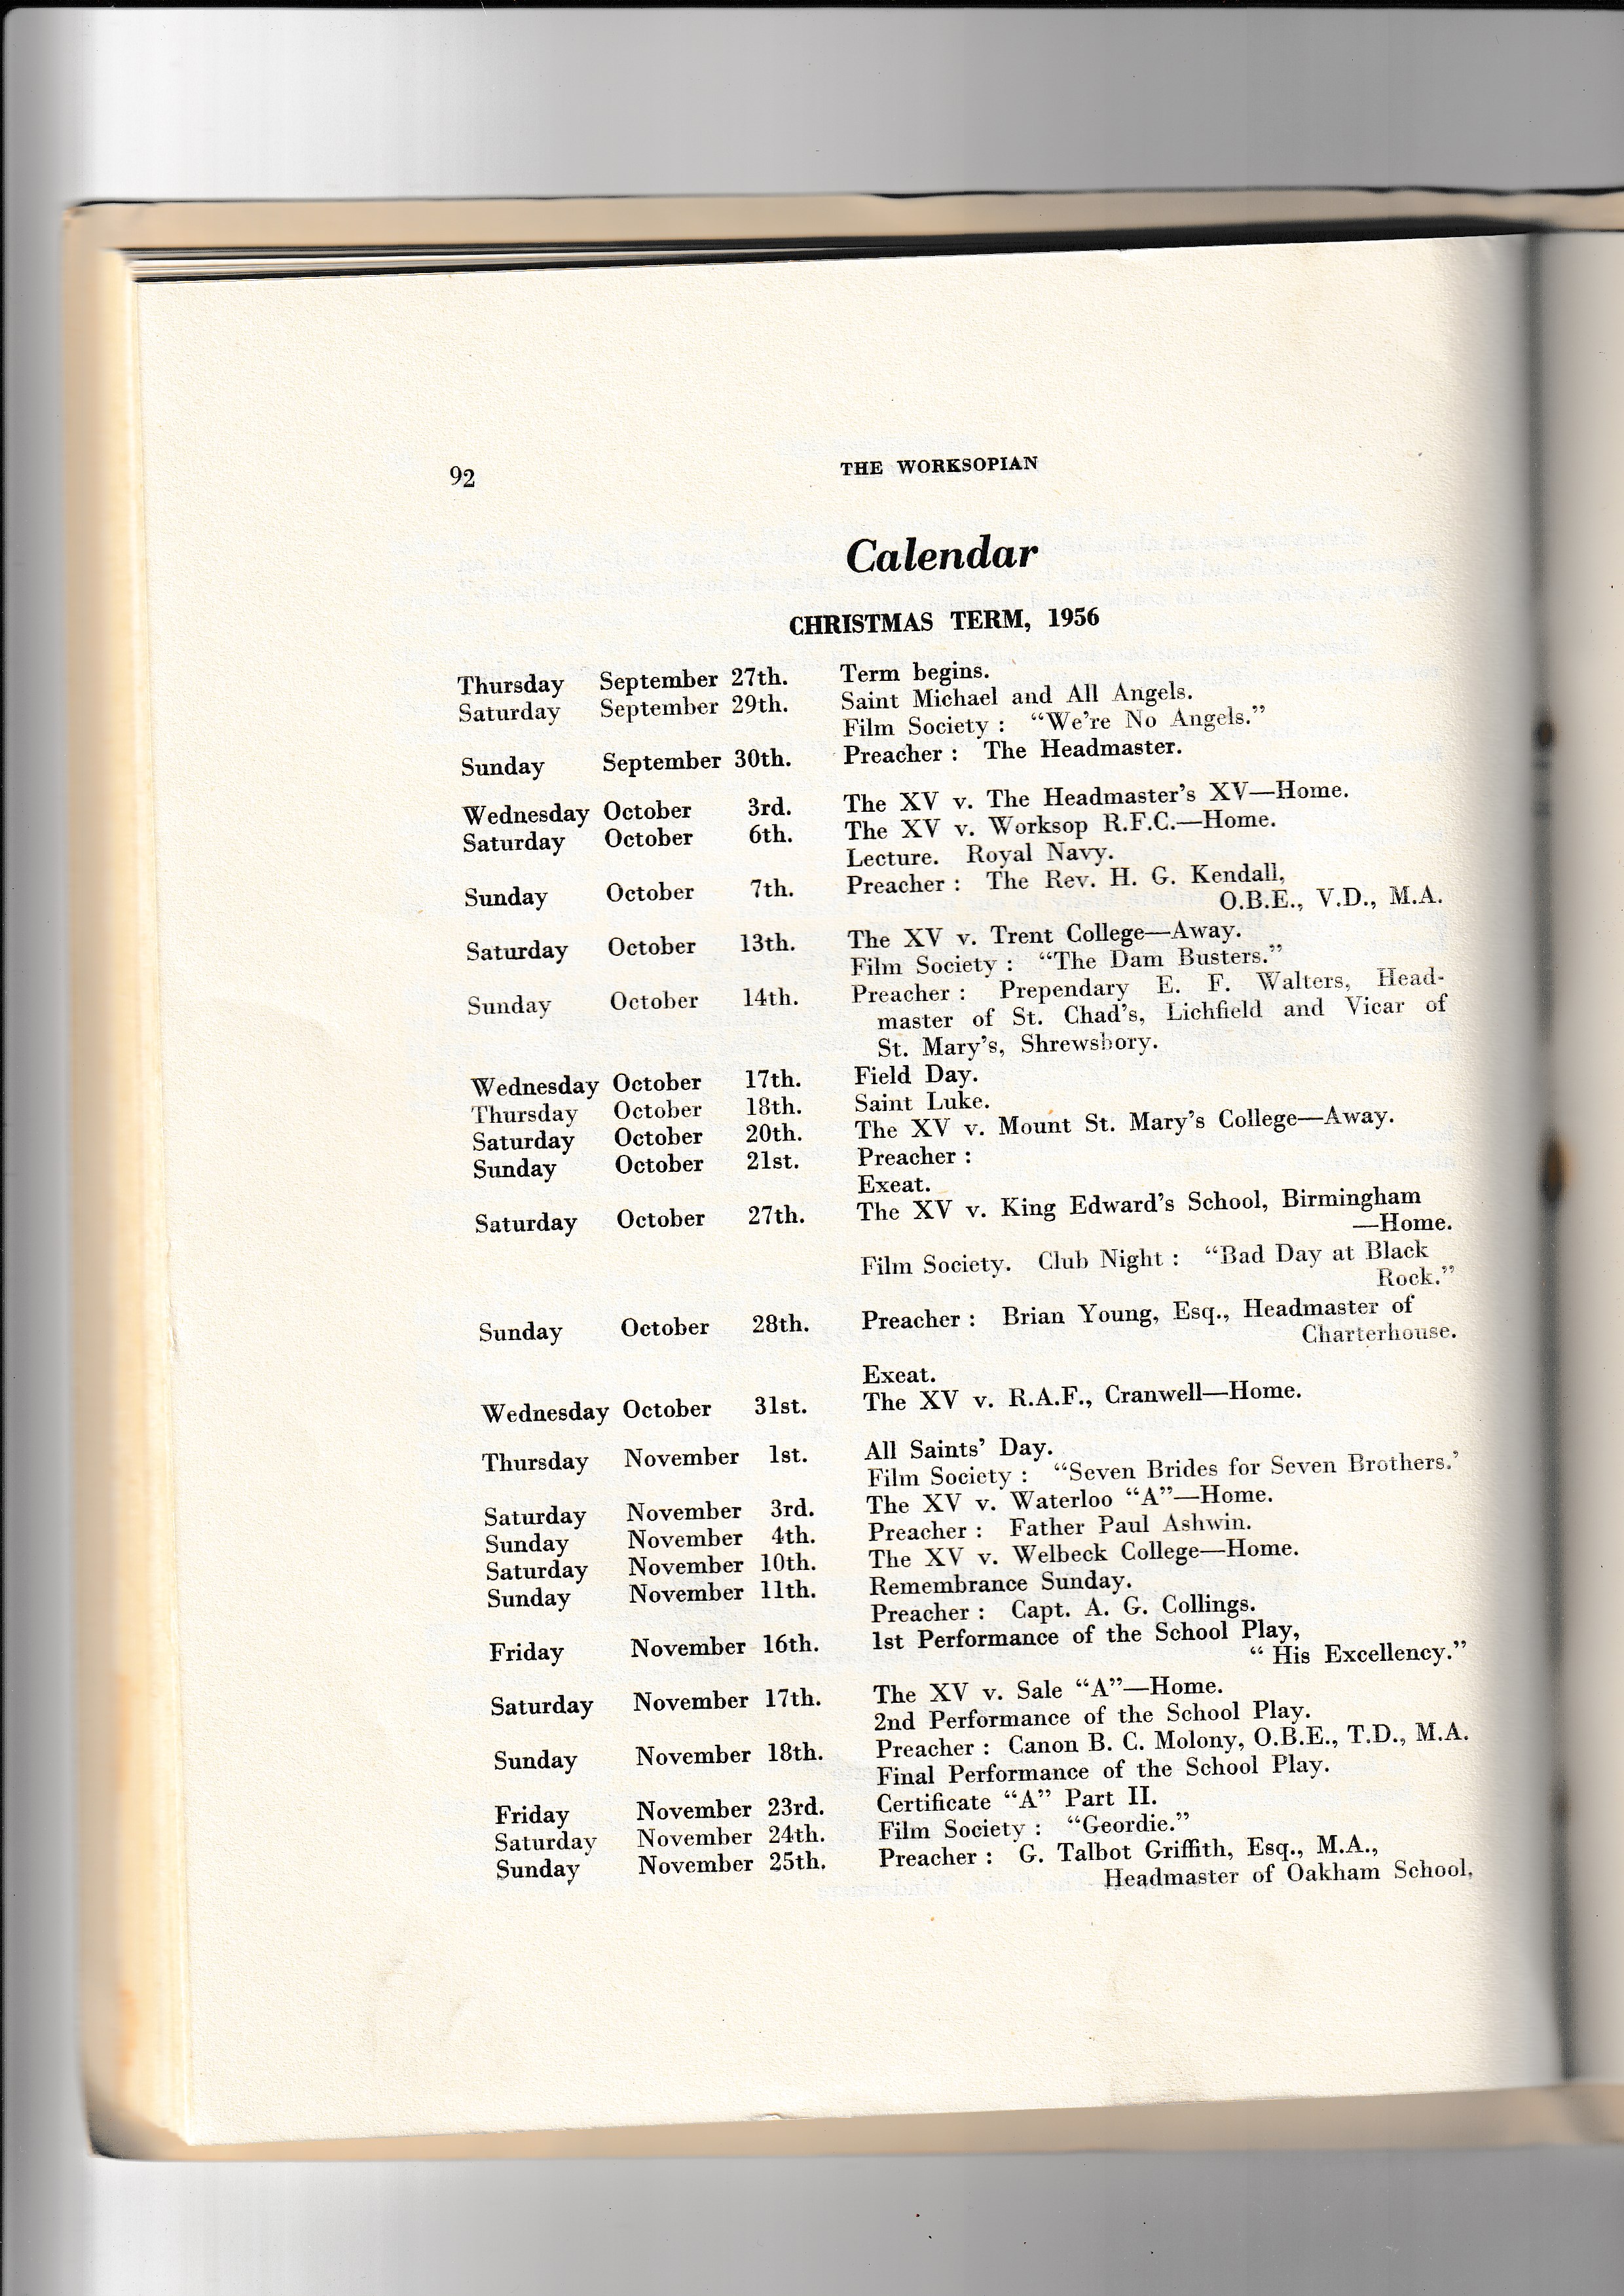 92 THE WORKSOPIAN
Calendar
CHRISTMAS TERM, 1956
Thursday September 27th. Term begins.
Saturday September 29th. Saint Michael and All Angels.
Film Society : “We’re No Angels.”
Sunday September 30th. Preacher : The Headmaster.
Wednesday October 3rd. The XV v. The Headmaster’s XV—Home.
Saturday October 6th. The XV v. Worksop R.F.C.—Home.
Lecture. Royal Navy.
Sunday October 7th. Preacher : The Rev. H. G. Kendall,
O.B.E., V.D., M.A.
Saturday October 13th. The XV v. Trent College—Away.
Film Society : “The Dam Busters.”
Sunday October 14th. Preacher : Prependary E. F. Walters, Head-
master of St. Chad’s, Lichfield and Vicar of
St. Mary’s, Shrewsbory.
Wednesday October 17th. Field Day.
Thursday October 18th. Saint Luke.
Saturday October 20th. The XV v. Mount St. Mary’s College—Away.
Sunday October 21st. Preacher :
Exeat.
Saturday October 27th. The XV v. King Edward’s School, Birmingham
—Home.
Film Society. Club Night : “Bad Day at Black
Rock.”
Sunday October 28th. Preacher : Brian Young, Esq., Headmaster of
Charterhouse.
Exeat.
Wednesday October 31st. The XV v. R.A.F., Cranwell—Home.
Thursday November 1st. All Saints’ Day.
Film Society : “Seven Brides for Seven Brothers.’
Saturday November 3rd. The XV v. Waterloo “A”—Home.
Sunday November 4th. Preacher : Father Paul Ashwin.
Saturday November 10th. The XV v. Welbeck College—Home.
Sunday November 11th. Remembrance Sunday.
Preacher : Capt. A. G. Collings.
Friday November 16th. 1st Performance of the School Play,
“ His Excellency.”
Saturday November 17th. The XV v. Sale “A”—Home.
2nd Performance of the School Play.
Sunday November 18th. Preacher : Canon B. C. Molony, O.B.E., T.D., M.A.
Final Performance of the School Play.
Friday November 23rd. Certificate “A” Part II.
Saturday November 24th. Film Society : “Geordie.”
Sunday November 25th. Preacher : G. Talbot Griffith, Esq., M.A.,
Headmaster of Oakham School,